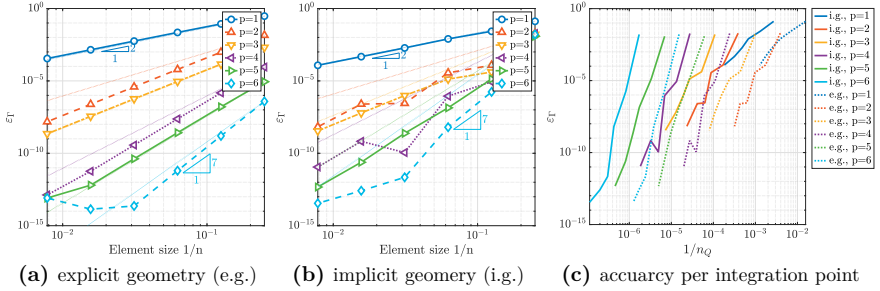 10^0
10^-5
10^-10
10^-15
ε_Γ
10^-2
10^-1
Element size 1/n
2
1
7
1
p=1
p=2
p=3
p=4
p=5
p=6
(a) explicit geometry (e.g.)
10^0
10^-5
10^-10
10^-15
ε_Γ
10^-2
10^-1
Element size 1/n
2
1
7
1
p=1
p=2
p=3
p=4
p=5
p=6
(b) implicit geomery (i.g.)
10^0
10^-5
10^-10
10^-15
ε_Γ
10^-6
10^-5
10^-4
10^-3
10^-2
1/n_Q
i.g., p=1
i.g., p=2
i.g., p=3
i.g., p=4
i.g., p=5
i.g., p=6
e.g., p=1
e.g., p=2
e.g., p=3
e.g., p=4
e.g., p=5
e.g., p=6
(c) accuarcy per integration point